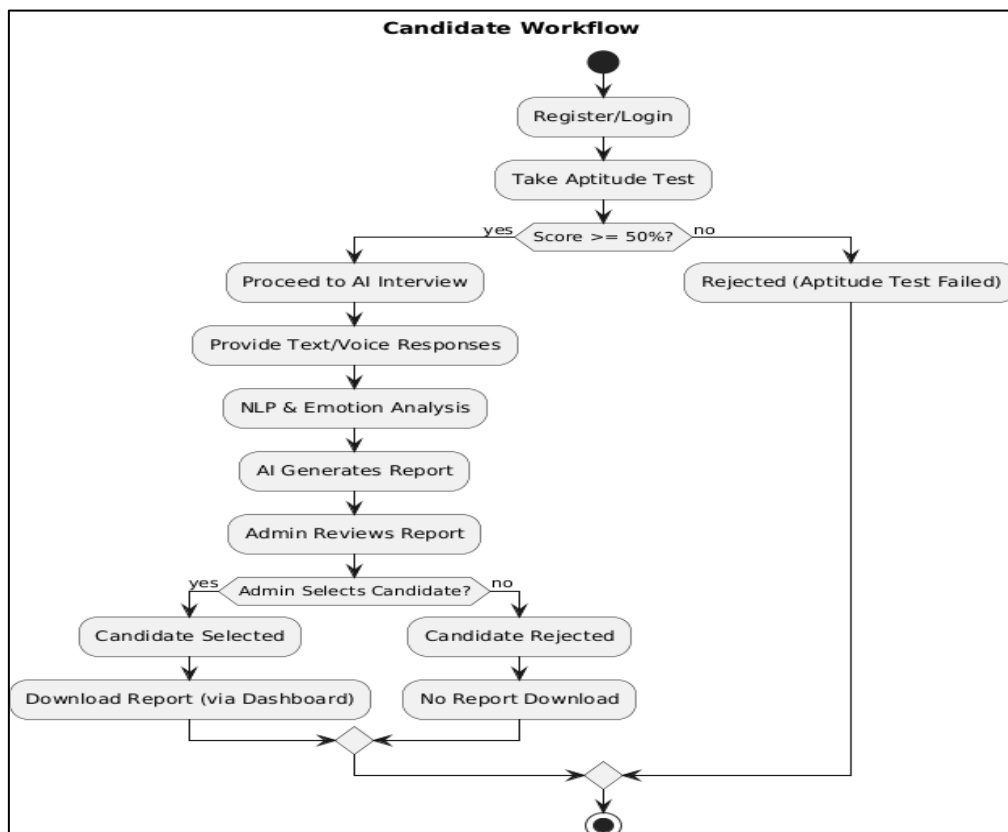 Candidate Workflow
Register/Login
Take Aptitude Test
yes
Score >= 50%?
no
Proceed to AI Interview
Rejected (Aptitude Test Failed)
Provide Text/Voice Responses
NLP & Emotion Analysis
AI Generates Report
Admin Reviews Report
yes
Admin Selects Candidate?
no
Candidate Selected
Candidate Rejected
Download Report (via Dashboard)
No Report Download